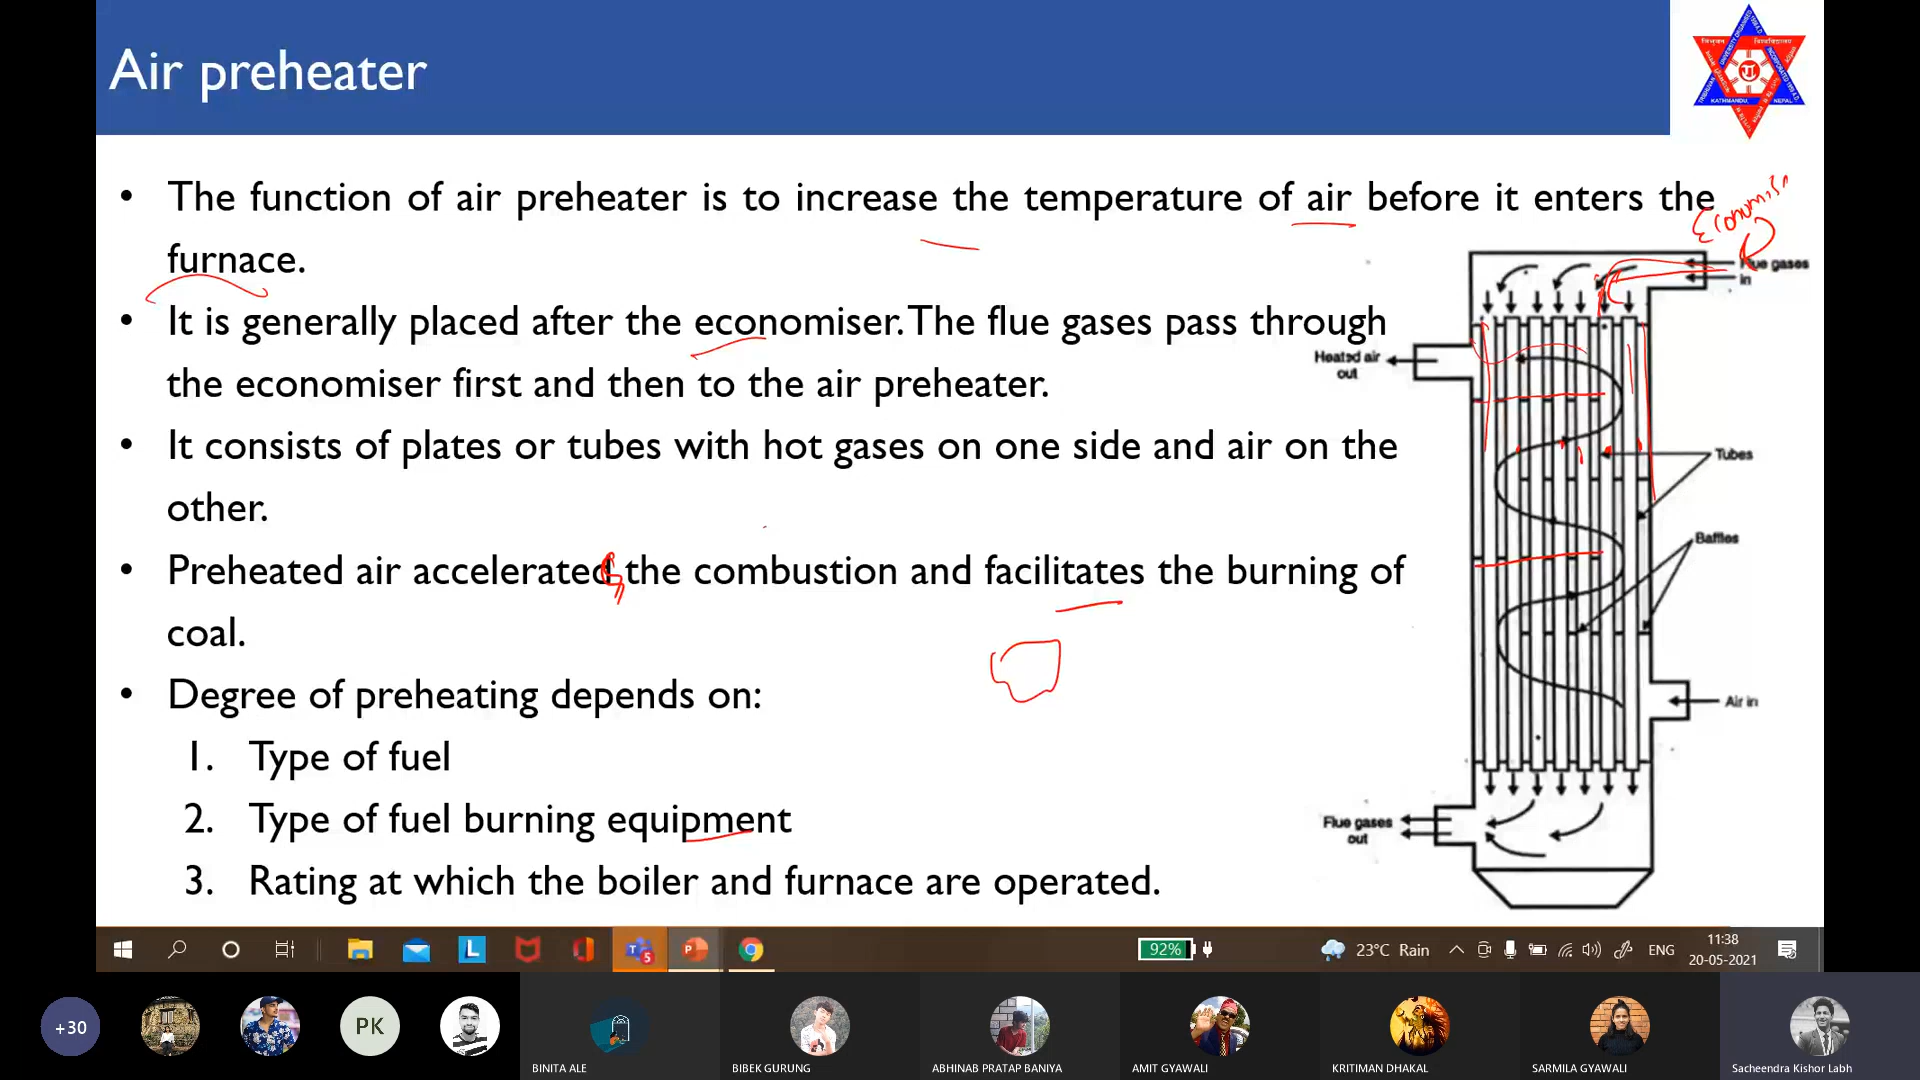 Air preheater
• The function of air preheater is to increase the temperature of air before it enters the
furnace.
• It is generally placed after the economiser. The flue gases pass through
the economiser first and then to the air preheater.
• It consists of plates or tubes with hot gases on one side and air on the
other.
• Preheated air accelerated the combustion and facilitates the burning of
coal.
• Degree of preheating depends on:
1. Type of fuel
2. Type of fuel burning equipment
3. Rating at which the boiler and furnace are operated.
Flue gases
in
Heated air
out
Tubes
Baffles
Air in
Flue gases
out
KATHMANDU, NEPAL
92%
23°C Rain
ENG
11:38
20-05-2021
+30
PK
BINITA ALE
BIBEK GURUNG
ABHINAB PRATAP BANIYA
AMIT GYAWALI
KRITIMAN DHAKAL
SARMILA GYAWALI
Sacheendra Kishor Labh